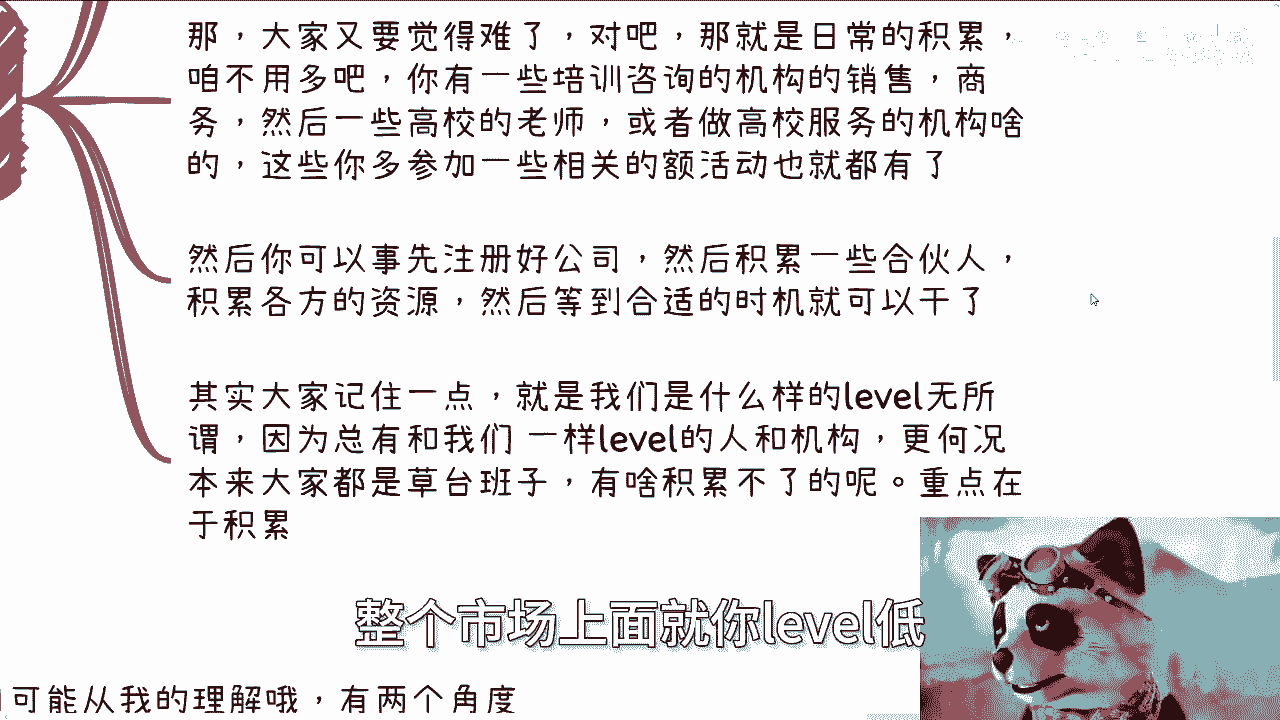 那，大家又要觉得难了，对吧，那就是日常的积累，
咱不用多吧，你有一些培训咨询的机构的销售，商
务，然后一些高校的老师，或者做高校服务的机构啥
的，这些你多参加一些相关的额活动也就都有了
然后你可以事先注册好公司，然后积累一些合伙人，
积累各方的资源，然后等到合适的时机就可以干了
其实大家记住一点，就是我们是什么样的level无所
谓，因为总有和我们 一样level的人和机构，更何况
本来大家都是草台班子，有啥积累不了的呢。重点在
于积累
整个市场上面就你level低
可能从我的理解哦，有两个角度